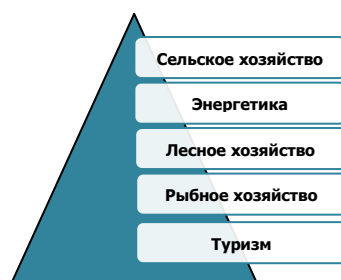 Сельское хозяйство
Энергетика
Лесное хозяйство
Рыбное хозяйство
Туризм